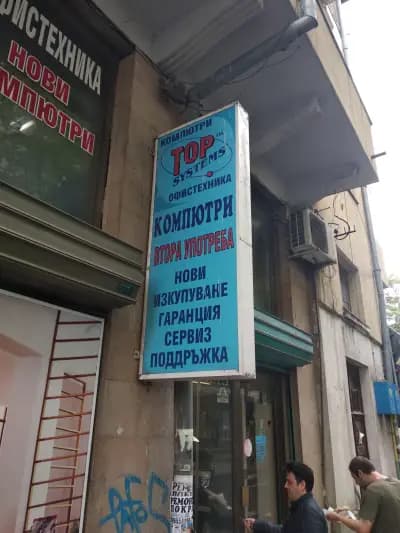 ОФИСТЕХНИКА
НОВИ
КОМПЮТРИ
КОМПЮТРИ
TOP
SYSTEMS
ОФИСТЕХНИКА
КОМПЮТРИ
ВТОРА УПОТРЕБА
НОВИ
ИЗКУПУВАНЕ
ГАРАНЦИЯ
СЕРВИЗ
ПОДДРЪЖКА